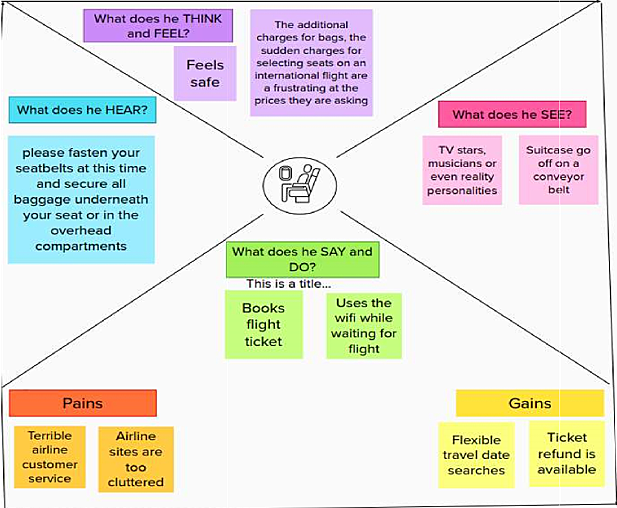 What does he THINK
and FEEL?
Feels
safe
The additional
charges for bags, the
sudden charges for
selecting seats on an
international flight are
a frustrating at the
prices they are asking
What does he HEAR?
please fasten your
seatbelts at this time
and secure all
baggage underneath
your seat or in the
overhead
compartments
What does he SEE?
TV stars,
musicians or
even reality
personalities
Suitcase go
off on a
conveyor
belt
What does he SAY and
DO?
This is a title...
Books
flight
ticket
Uses the
wifi while
waiting for
flight
Pains
Terrible
airline
customer
service
Airline
sites are
too
cluttered
Gains
Flexible
travel date
searches
Ticket
refund is
available